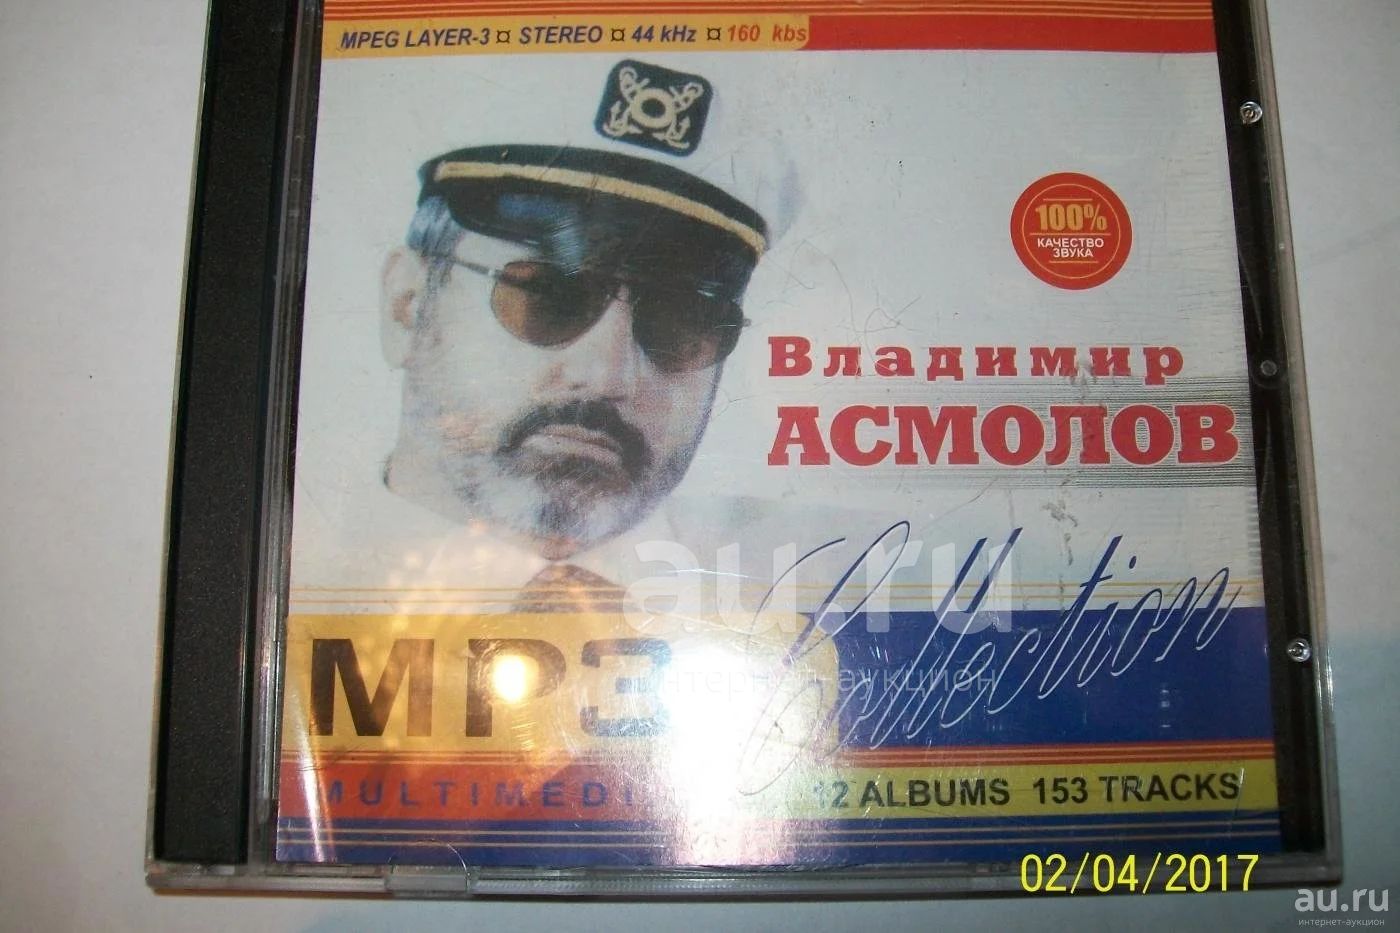 MPEG LAYER-3 ¤ STEREO ¤ 44 kHz ¤ 160 kbs
100%
КАЧЕСТВО
ЗВУКА
Владимир
АСМОЛОВ
Collection
au.ru
интернет-аукцион
MP3
12 ALBUMS 153 TRACKS
02/04/2017
au.ru
интернет-аукцион